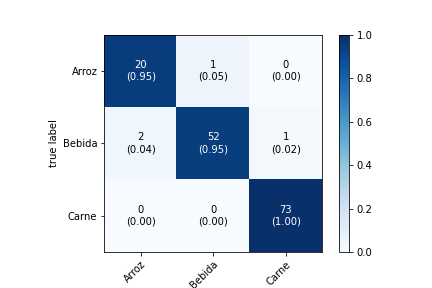 20 1 0
(0.95) (0.05) (0.00)
Arroz
2 52 1
(0.04) (0.95) (0.02)
Bebida
0 0 73
(0.00) (0.00) (1.00)
Carne
true label
Arroz Bebida Carne
1.0
0.8
0.6
0.4
0.2
0.0